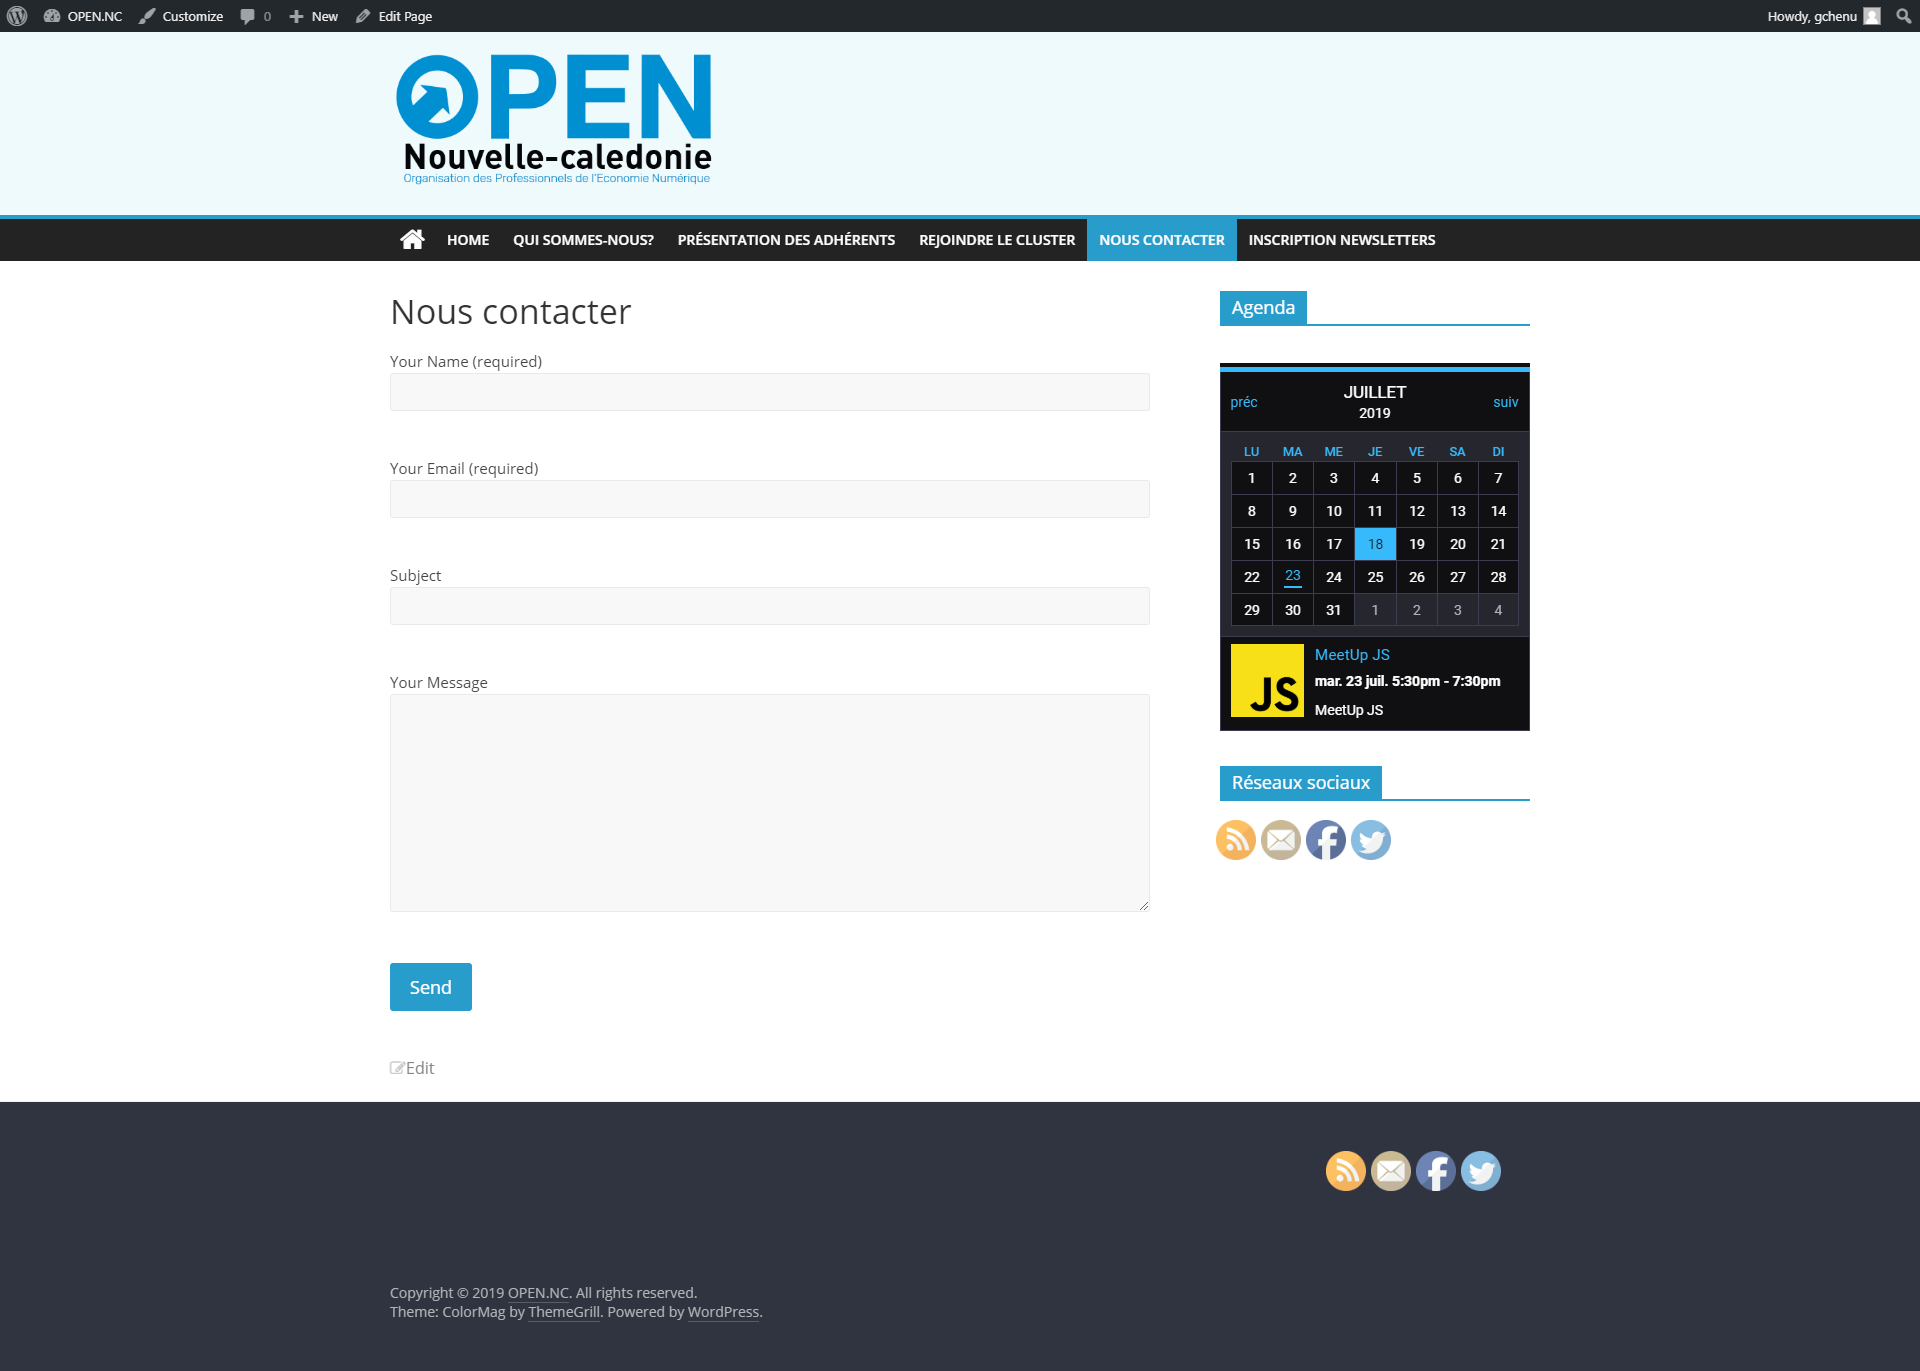 OPEN.NC Customize 0 New Edit Page Howdy, gchenu
OPEN
Nouvelle-caledonie
Organisation des Professionnels de l'Economie Numérique
HOME QUI SOMMES-NOUS? PRÉSENTATION DES ADHÉRENTS REJOINDRE LE CLUSTER NOUS CONTACTER INSCRIPTION NEWSLETTERS
Nous contacter
Your Name (required)
Your Email (required)
Subject
Your Message
Send
Edit
Agenda
préc JUILLET suiv
2019
LU MA ME JE VE SA DI
1 2 3 4 5 6 7
8 9 10 11 12 13 14
15 16 17 18 19 20 21
22 23 24 25 26 27 28
29 30 31 1 2 3 4
JS
MeetUp JS
mar. 23 juil. 5:30pm - 7:30pm
MeetUp JS
Réseaux sociaux
Copyright © 2019 OPEN.NC. All rights reserved.
Theme: ColorMag by ThemeGrill. Powered by WordPress.